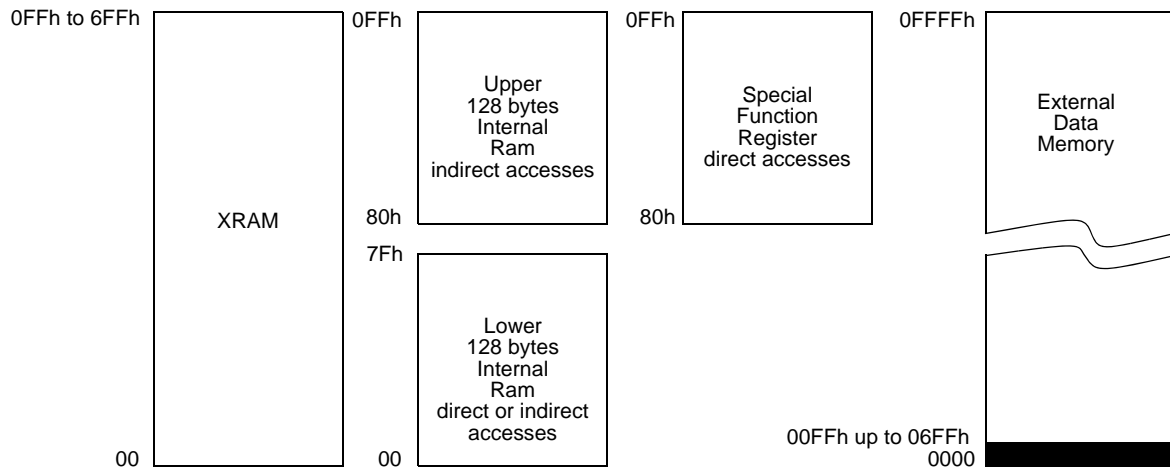 0FFh to 6FFh
XRAM
00
0FFh
Upper
128 bytes
Internal
Ram
indirect accesses
80h
7Fh
Lower
128 bytes
Internal
Ram
direct or indirect
accesses
00
0FFh
Special
Function
Register
direct accesses
80h
0FFFFh
External
Data
Memory
00FFh up to 06FFh
0000